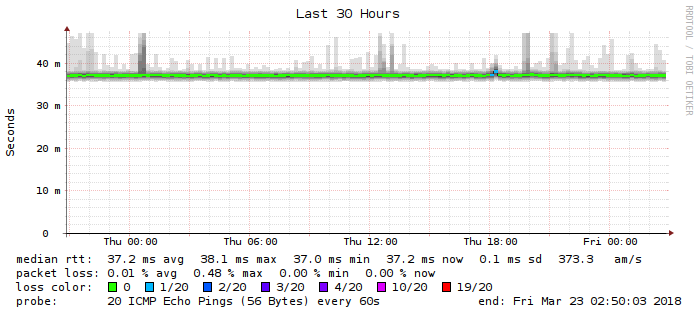 Last 30 Hours
RRDTOOL / TOBI OETIKER
Seconds
40 m
30 m
20 m
10 m
0
Thu 00:00 Thu 06:00 Thu 12:00 Thu 18:00 Fri 00:00
median rtt: 37.2 ms avg 38.1 ms max 37.0 ms min 37.2 ms now 0.1 ms sd 373.3 am/s
packet loss: 0.01 % avg 0.48 % max 0.00 % min 0.00 % now
loss color: 0 1/20 2/20 3/20 4/20 10/20 19/20
probe: 20 ICMP Echo Pings (56 Bytes) every 60s end: Fri Mar 23 02:50:03 2018